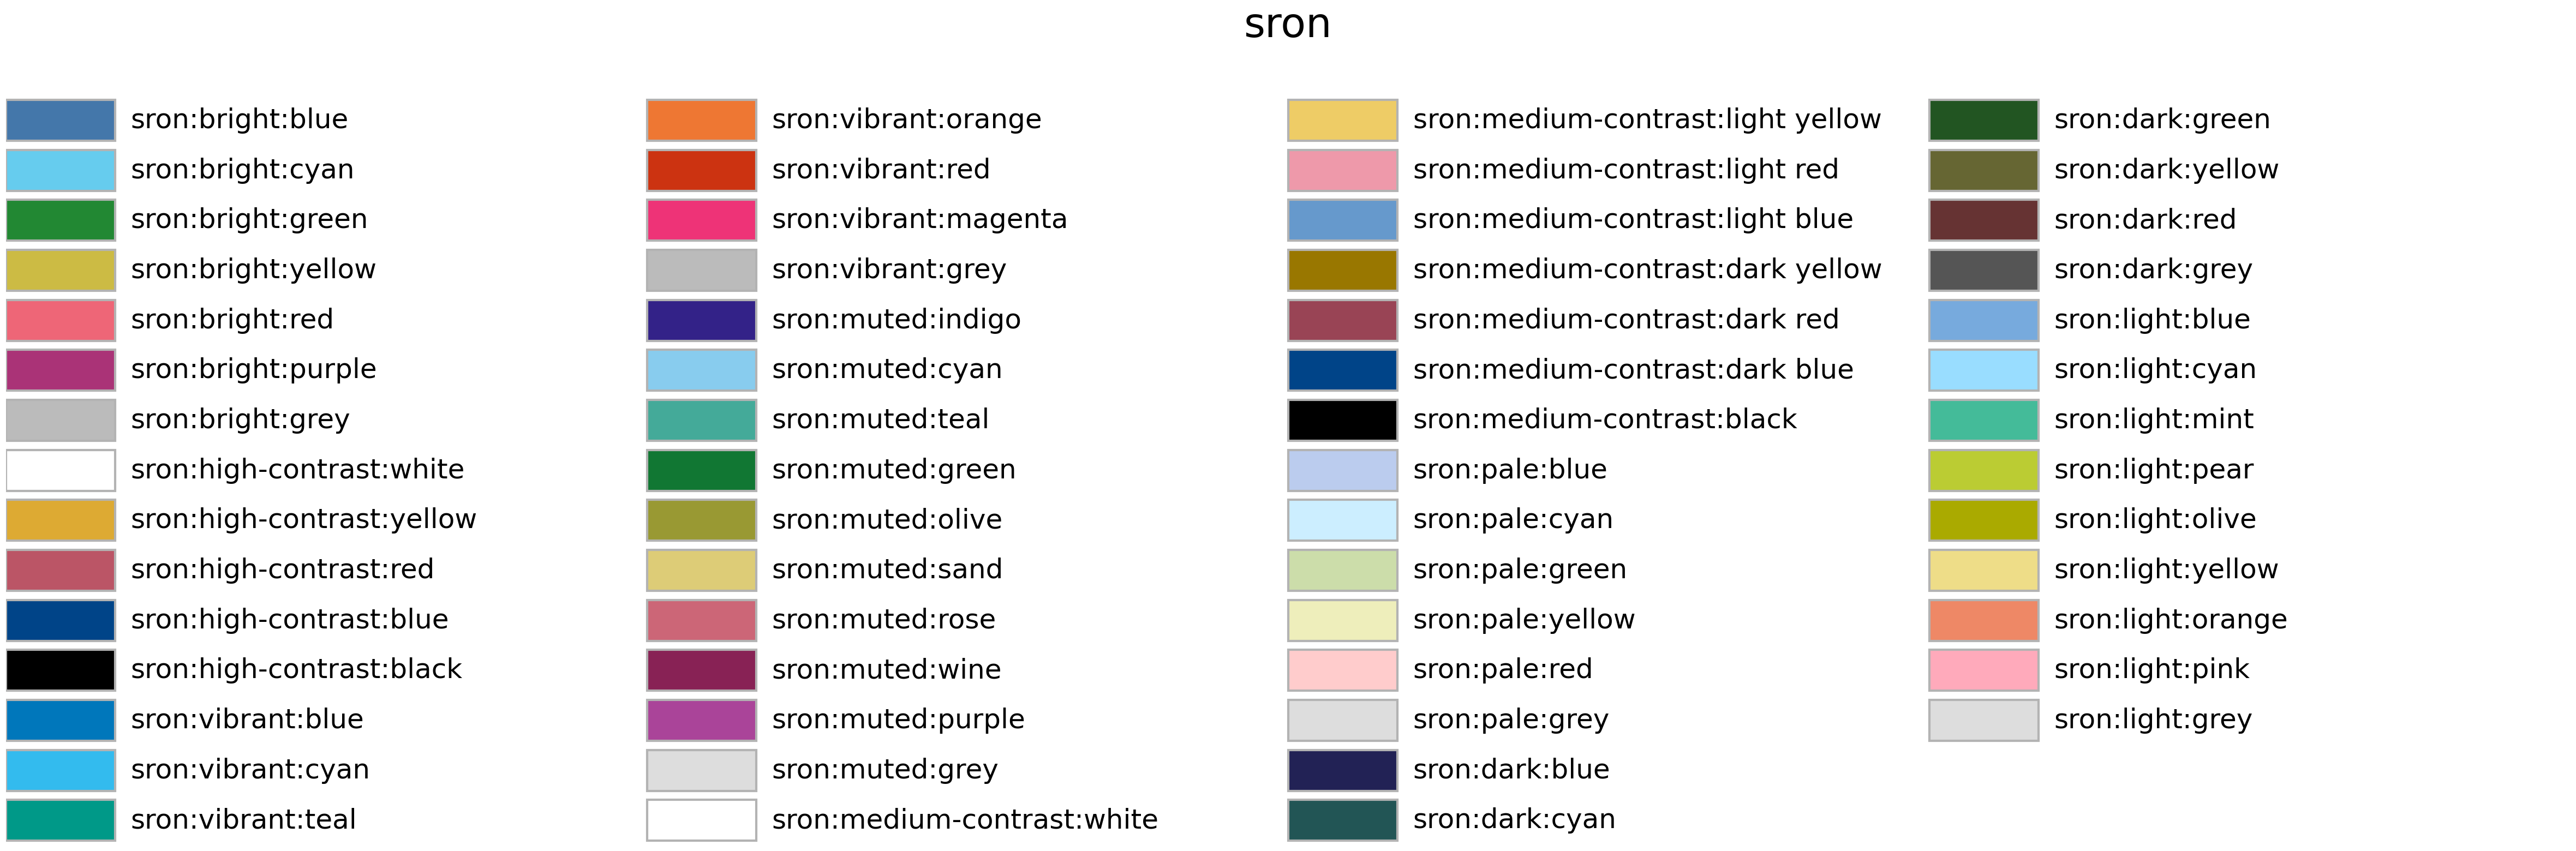 sron
sron:bright:blue
sron:bright:cyan
sron:bright:green
sron:bright:yellow
sron:bright:red
sron:bright:purple
sron:bright:grey
sron:high-contrast:white
sron:high-contrast:yellow
sron:high-contrast:red
sron:high-contrast:blue
sron:high-contrast:black
sron:vibrant:blue
sron:vibrant:cyan
sron:vibrant:teal
sron:vibrant:orange
sron:vibrant:red
sron:vibrant:magenta
sron:vibrant:grey
sron:muted:indigo
sron:muted:cyan
sron:muted:teal
sron:muted:green
sron:muted:olive
sron:muted:sand
sron:muted:rose
sron:muted:wine
sron:muted:purple
sron:muted:grey
sron:medium-contrast:white
sron:medium-contrast:light yellow
sron:medium-contrast:light red
sron:medium-contrast:light blue
sron:medium-contrast:dark yellow
sron:medium-contrast:dark red
sron:medium-contrast:dark blue
sron:medium-contrast:black
sron:pale:blue
sron:pale:cyan
sron:pale:green
sron:pale:yellow
sron:pale:red
sron:pale:grey
sron:dark:blue
sron:dark:cyan
sron:dark:green
sron:dark:yellow
sron:dark:red
sron:dark:grey
sron:light:blue
sron:light:cyan
sron:light:mint
sron:light:pear
sron:light:olive
sron:light:yellow
sron:light:orange
sron:light:pink
sron:light:grey